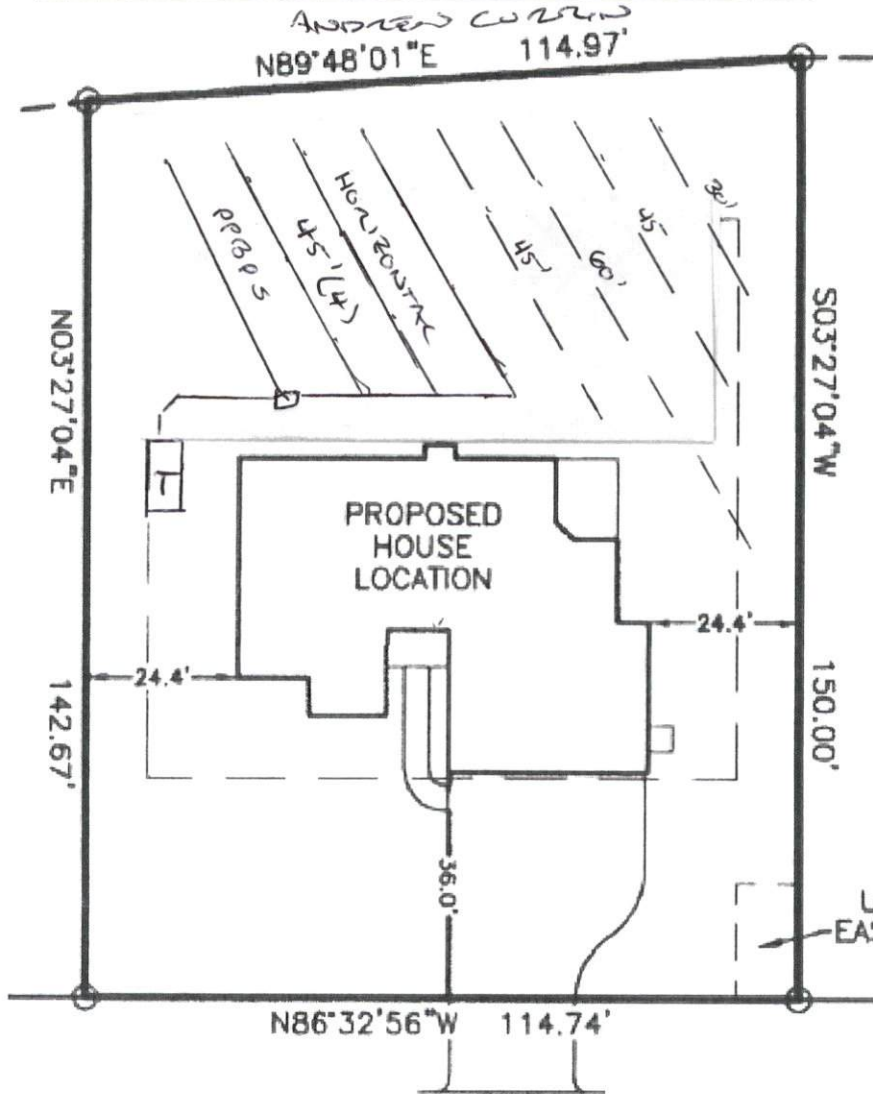 ANDREW CURRIN
N89°48'01"E 114.97'
PPBPS
45'(4)
HORIZONTAL
45'
60'
45'
30'
N03°27'04"E
142.67'
S03°27'04"W
150.00'
T
PROPOSED
HOUSE
LOCATION
24.4'
24.4'
36.0'
N86°32'56"W 114.74'